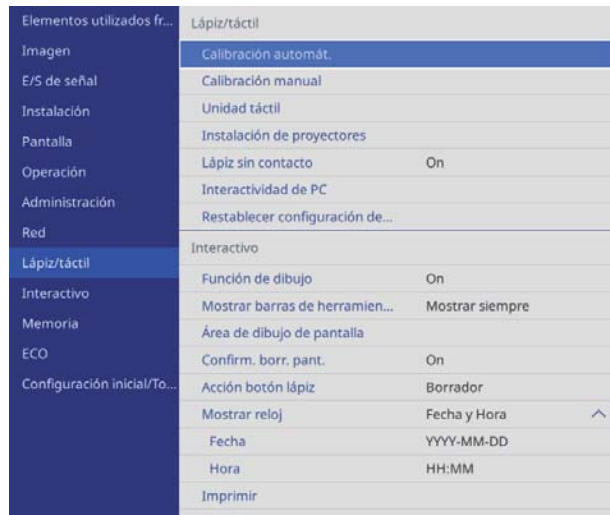 Elementos utilizados fr...
Imagen
E/S de señal
Instalación
Pantalla
Operación
Administración
Red
Lápiz/táctil
Interactivo
Memoria
ECO
Configuración inicial/To...
Lápiz/táctil
Calibración automát.
Calibración manual
Unidad táctil
Instalación de proyectores
Lápiz sin contacto On
Interactividad de PC
Restablecer configuración de...
Interactivo
Función de dibujo On
Mostrar barras de herramien... Mostrar siempre
Área de dibujo de pantalla
Confirm. borr. pant. On
Acción botón lápiz Borrador
Mostrar reloj Fecha y Hora
Fecha YYYY-MM-DD
Hora HH:MM
Imprimir